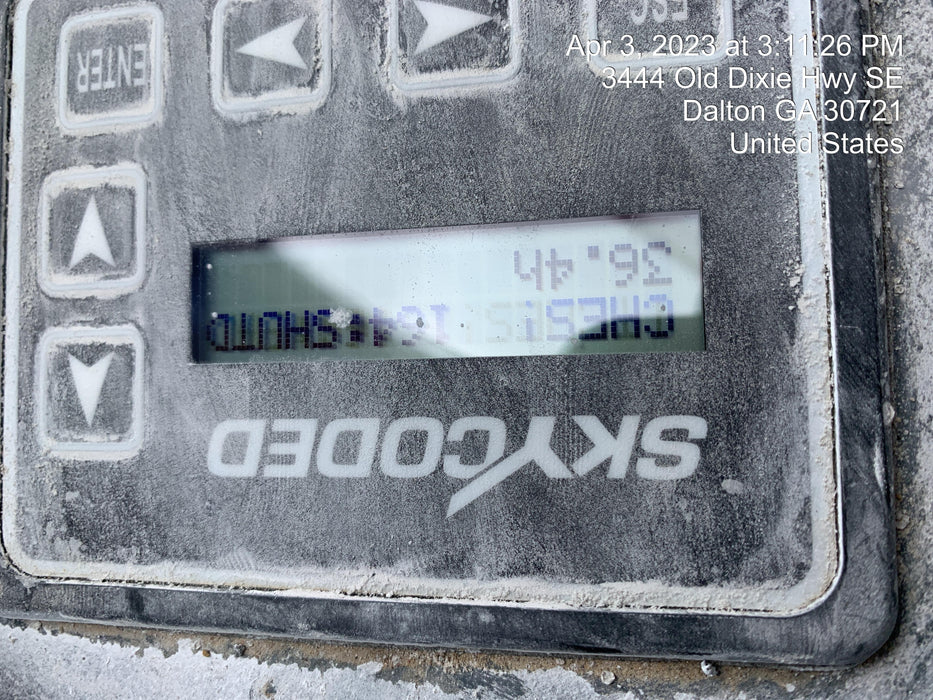 Apr 3, 2023 at 3:11:26 PM
3444 Old Dixie Hwy SE
Dalton GA 30721
United States
SKYCODED
36.4h
ESC
ENTER